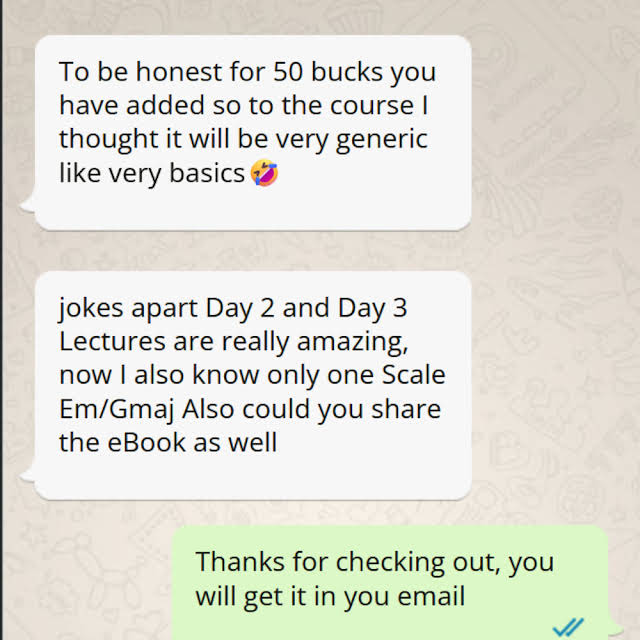 To be honest for 50 bucks you
have added so to the course I
thought it will be very generic
like very basics🤣
jokes apart Day 2 and Day 3
Lectures are really amazing,
now I also know only one Scale
Em/Gmaj Also could you share
the eBook as well
Thanks for checking out, you
will get it in you email